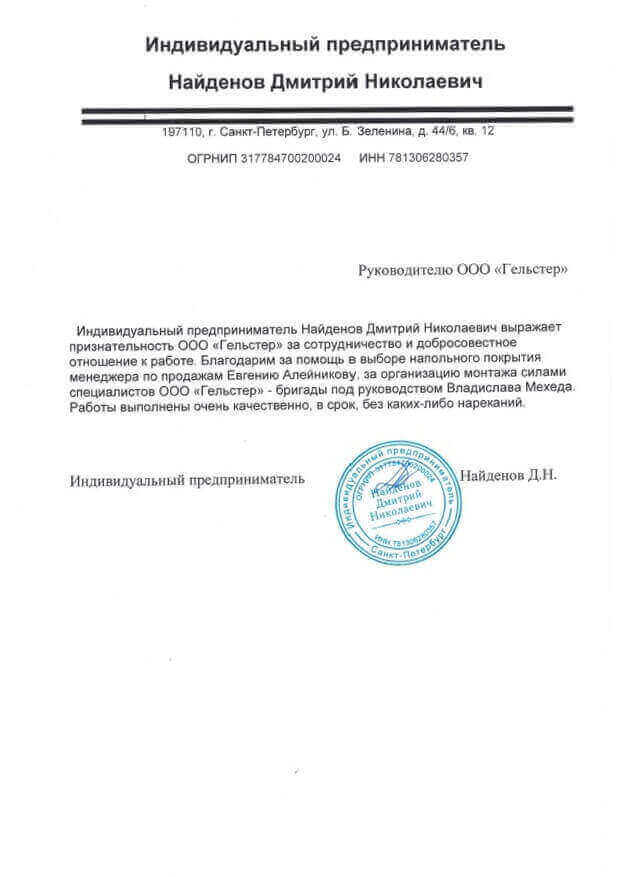 Индивидуальный предприниматель
Найденов Дмитрий Николаевич
197110, г. Санкт-Петербург, ул. Б. Зеленина, д. 44/6, кв. 12
ОГРНИП 317784700200024 ИНН 781306280357
Руководителю ООО «Гельстер»
Индивидуальный предприниматель Найденов Дмитрий Николаевич выражает
признательность ООО «Гельстер» за сотрудничество и добросовестное
отношение к работе. Благодарим за помощь в выборе напольного покрытия
менеджера по продажам Евгению Алейникову, за организацию монтажа силами
специалистов ООО «Гельстер» - бригады под руководством Владислава Мехеда.
Работы выполнены очень качественно, в срок, без каких-либо нареканий.
Индивидуальный предприниматель
Найденов Д.Н.
Индивидуальный предприниматель
ОГРНИП 317784700200024
Найденов
Дмитрий
Николаевич
ИНН 781306280357
Санкт-Петербург